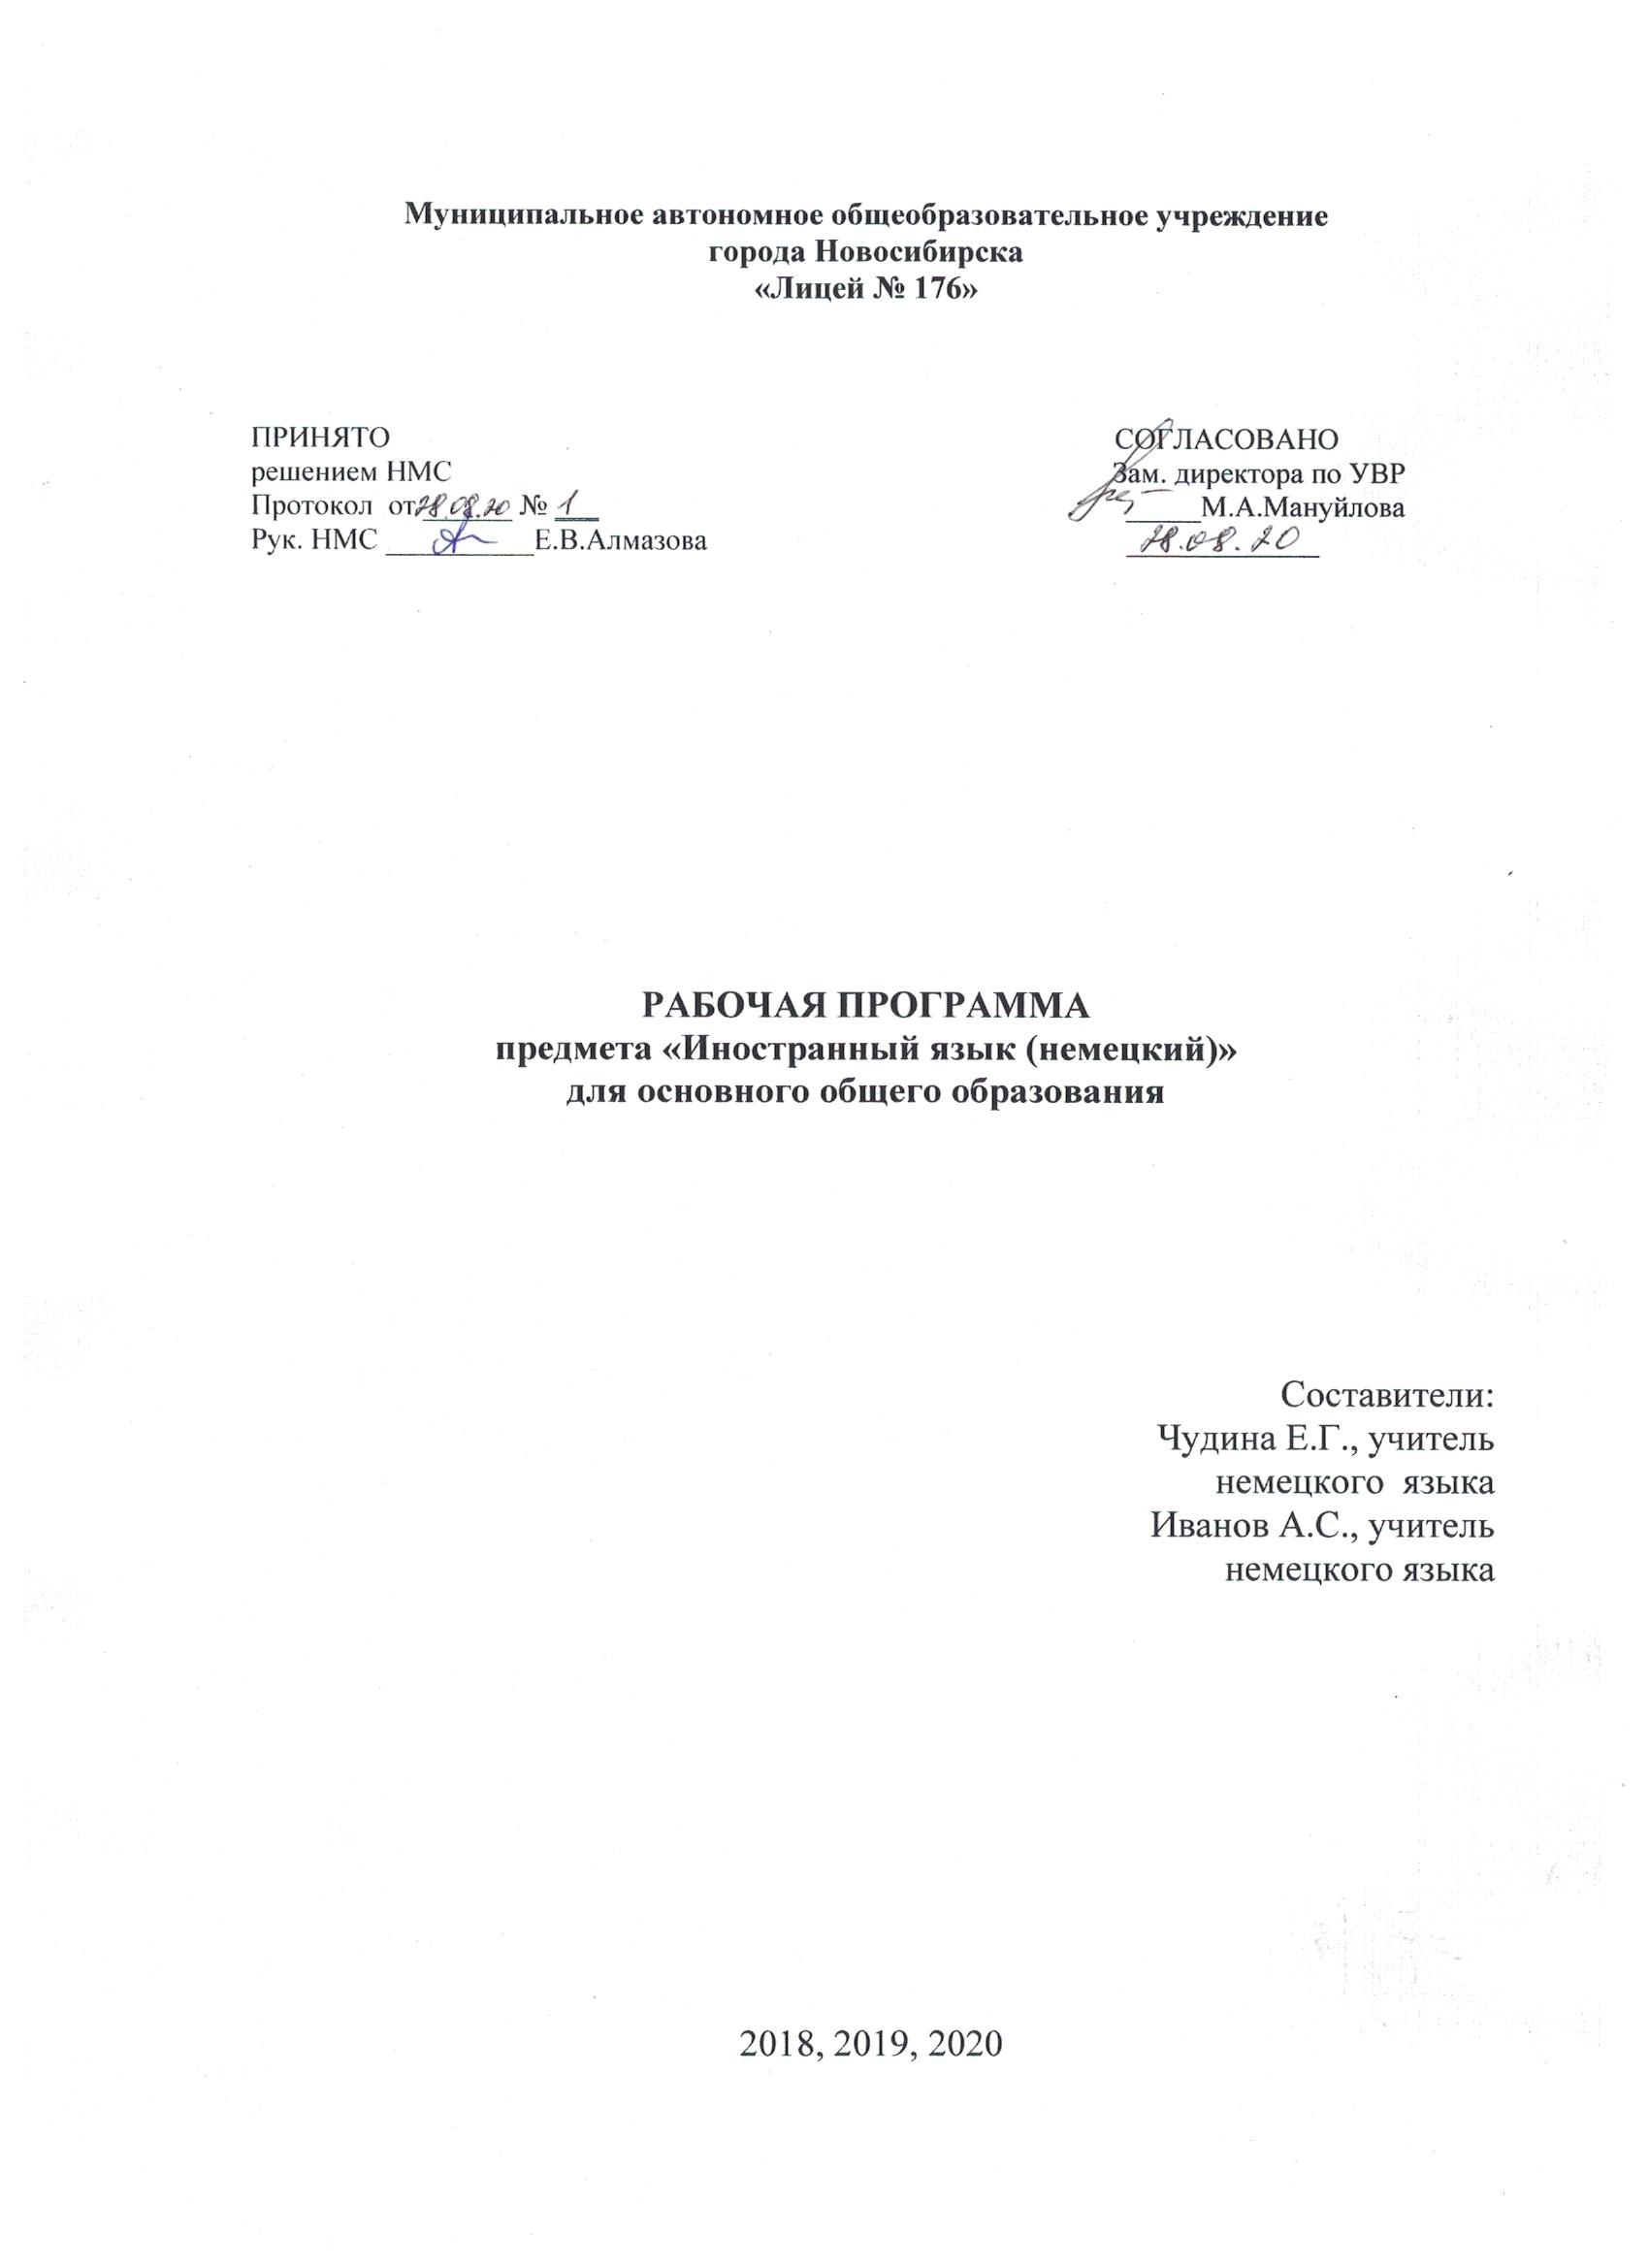 Муниципальное автономное общеобразовательное учреждение
города Новосибирска
«Лицей № 176»
ПРИНЯТО
решением НМС
Протокол от 28.08.20 № 1
Рук. НМС __________Е.В.Алмазова
СОГЛАСОВАНО
Зам. директора по УВР
_____М.А.Мануйлова
28.08.20
РАБОЧАЯ ПРОГРАММА
предмета «Иностранный язык (немецкий)»
для основного общего образования
Составители:
Чудина Е.Г., учитель
немецкого языка
Иванов А.С., учитель
немецкого языка
2018, 2019, 2020